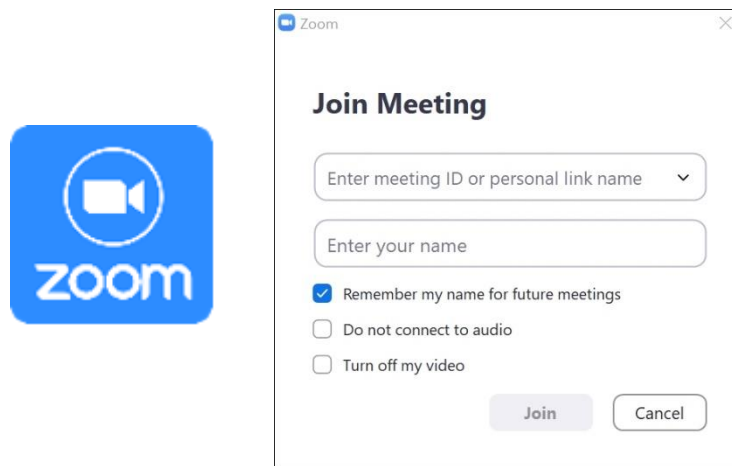 zoom
Zoom
Join Meeting
Enter meeting ID or personal link name
Enter your name
Remember my name for future meetings
Do not connect to audio
Turn off my video
Join
Cancel